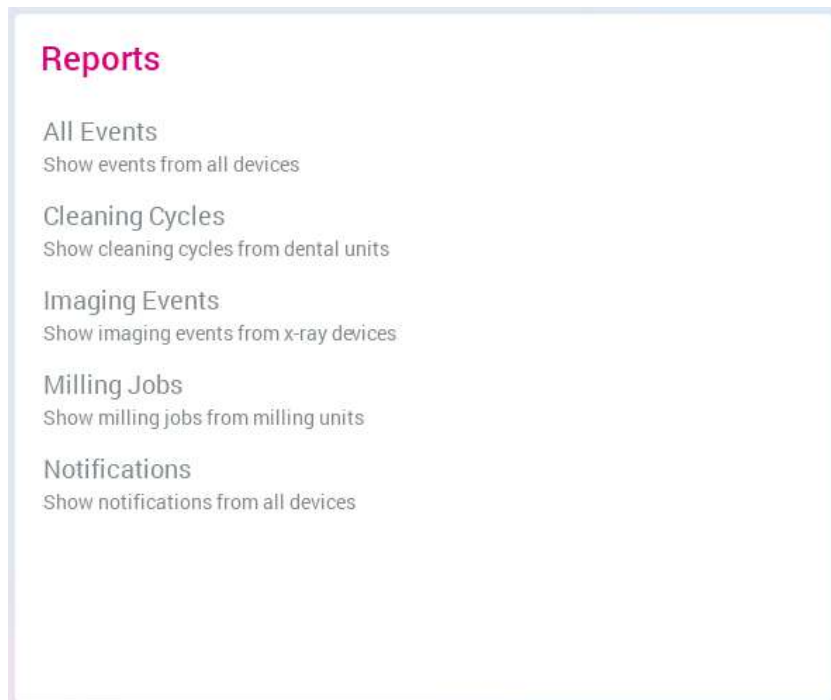 Reports
All Events
Show events from all devices
Cleaning Cycles
Show cleaning cycles from dental units
Imaging Events
Show imaging events from x-ray devices
Milling Jobs
Show milling jobs from milling units
Notifications
Show notifications from all devices